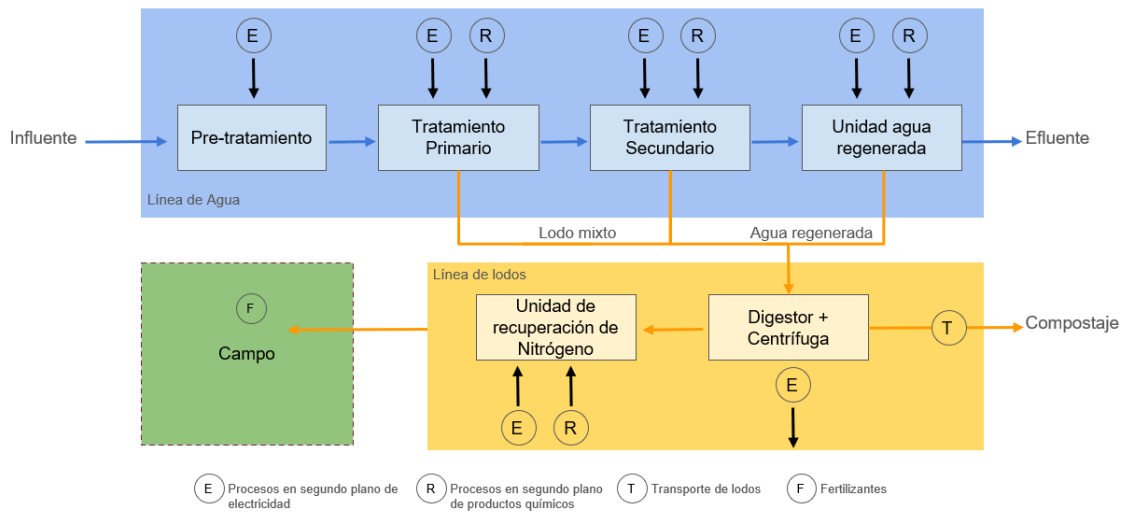 E
E
R
E
R
E
R
Influente
Pre-tratamiento
Tratamiento
Primario
Tratamiento
Secundario
Unidad agua
regenerada
Efluente
Línea de Agua
Lodo mixto
Agua regenerada
Línea de lodos
F
Campo
Unidad de
recuperación de
Nitrógeno
Digestor +
Centrífuga
T
Compostaje
E
E
R
E
Procesos en segundo plano de
electricidad
R
Procesos en segundo plano
de productos químicos
T
Transporte de lodos
F
Fertilizantes